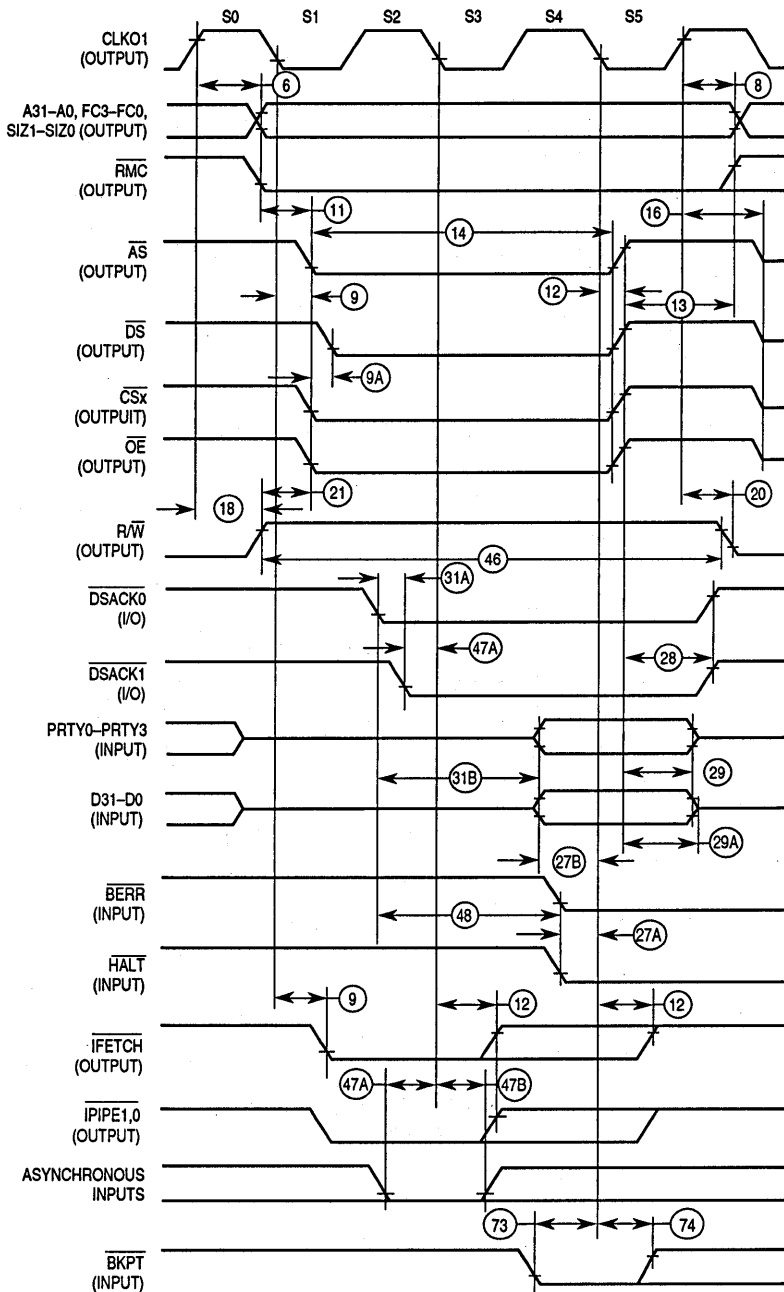 S0 S1 S2 S3 S4 S5
CLKO1
(OUTPUT)
6 8
A31–A0, FC3–FC0,
SIZ1–SIZ0 (OUTPUT)
RMC
(OUTPUT)
11 16
14
AS
(OUTPUT)
9 12 13
DS
(OUTPUT)
9A
CSx
(OUTPUIT)
OE
(OUTPUT)
18 21 20
R/W
(OUTPUT)
46
31A
DSACK0
(I/O)
47A 28
DSACK1
(I/O)
PRTY0–PRTY3
(INPUT)
31B 29
D31–D0
(INPUT)
27B 29A
BERR
(INPUT)
48
27A
HALT
(INPUT)
9 12 12
IFETCH
(OUTPUT)
47A 47B
IPIPE1,0
(OUTPUT)
ASYNCHRONOUS
INPUTS
73 74
BKPT
(INPUT)